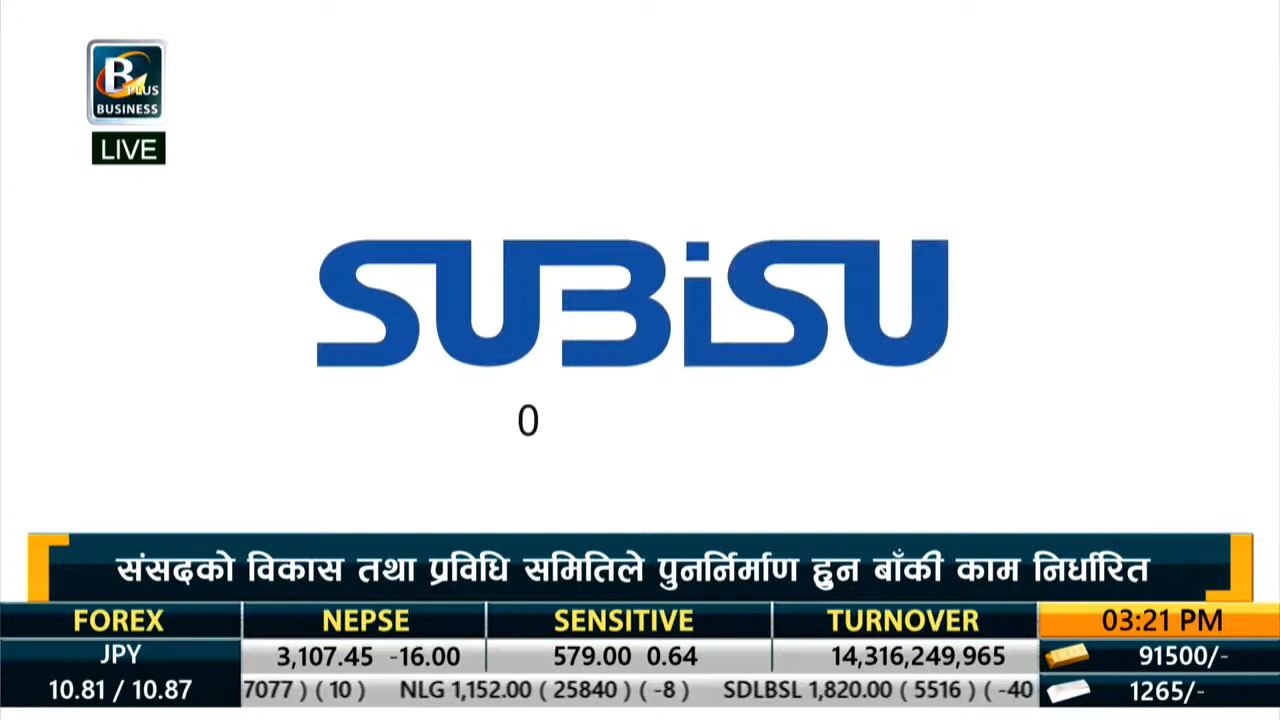 B
PLUS
BUSINESS
LIVE
SUBiSU
0
संसदको विकास तथा प्रविधि समितिले पुनर्निर्माण हुन बाँकी काम निर्धारित
FOREX NEPSE SENSITIVE TURNOVER 03:21 PM
JPY 3,107.45 -16.00 579.00 0.64 14,316,249,965 91500/-
10.81 / 10.87 7077 ) ( 10 ) NLG 1,152.00 ( 25840 ) ( -8 ) SDLBSL 1,820.00 ( 5516 ) ( -40 1265/-